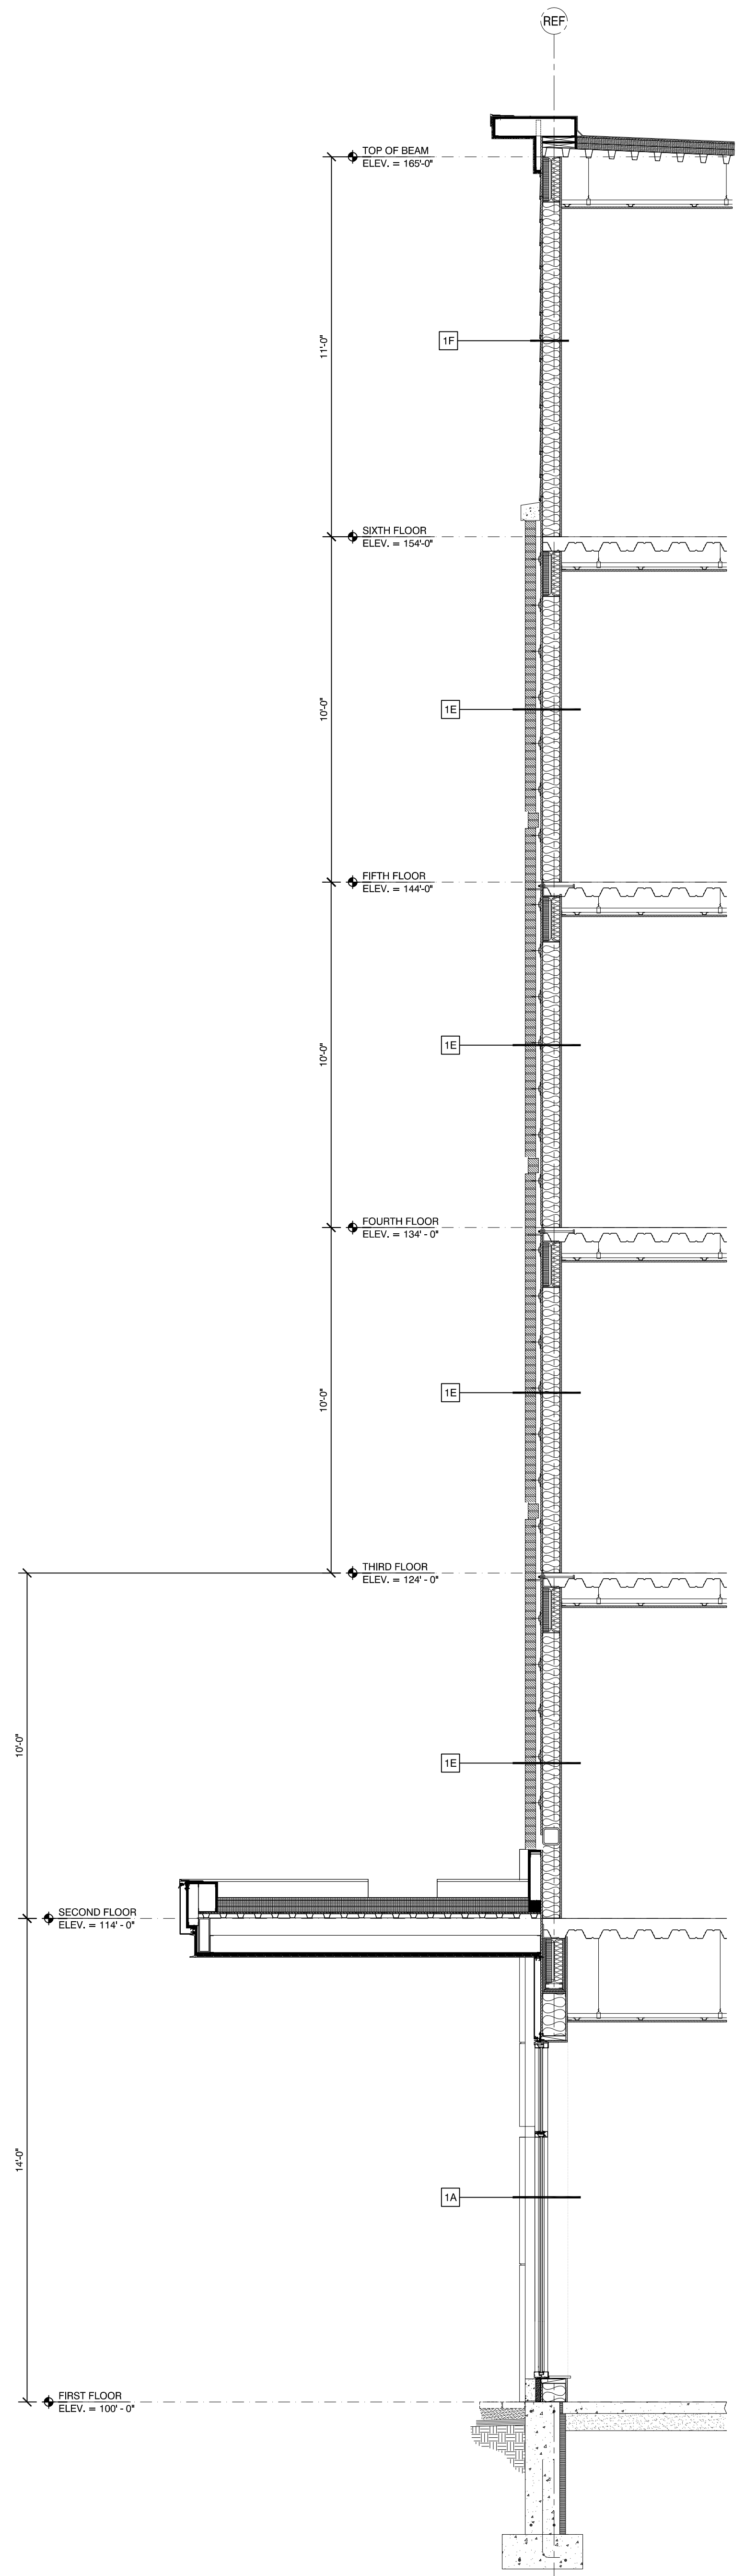 REF
TOP OF BEAM
ELEV. = 165'-0"
11'-0"
1F
SIXTH FLOOR
ELEV. = 154'-0"
10'-0"
1E
FIFTH FLOOR
ELEV. = 144'-0"
10'-0"
1E
FOURTH FLOOR
ELEV. = 134' - 0"
10'-0"
1E
THIRD FLOOR
ELEV. = 124' - 0"
10'-0"
1E
SECOND FLOOR
ELEV. = 114' - 0"
14'-0"
1A
FIRST FLOOR
ELEV. = 100' - 0"